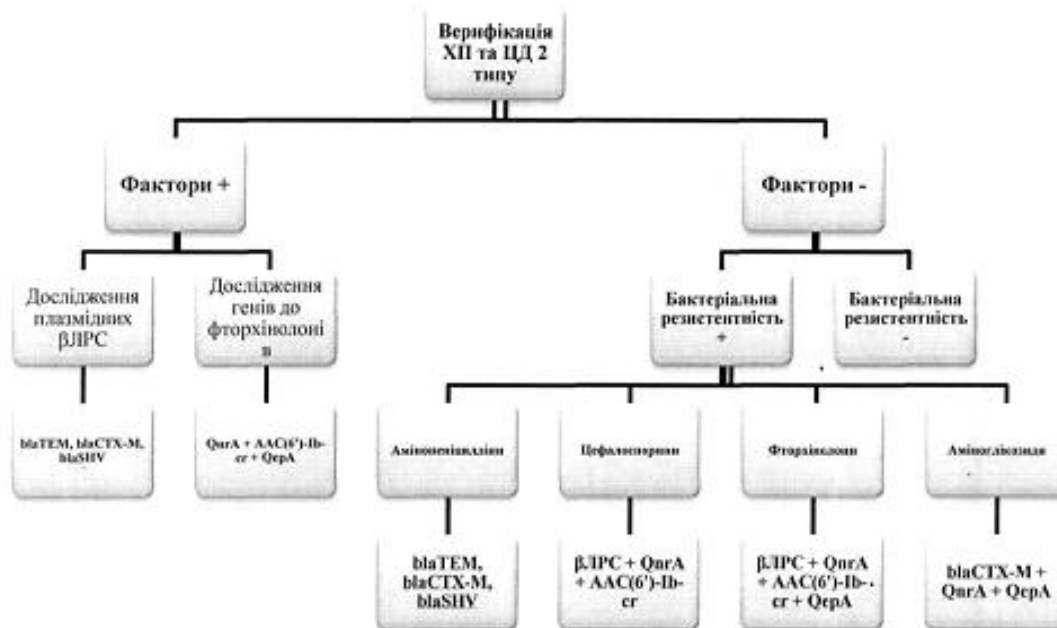 Верифікація
ХП та ЦД 2
типу
Фактори +
Фактори -
Дослідження
плазмідних
βЛРС
Дослідження
генів до
фторхінолоні
в
Бактеріальна
резистентність
+
Бактеріальна
резистентність
-
blaTEM, blaCTX-M,
blaSHV
QnrA + AAC(6')-Ib-
cr + QepA
Амінопеніцилліни
Цефалоспорини
Фторхінолони
Аміноглікозиди
blaTEM,
blaCTX-M,
blaSHV
βЛРС + QnrA
+ AAC(6')-Ib-
cr
βЛРС + QnrA
+ AAC(6')-Ib-
cr + QepA
blaCTX-M +
QnrA + QepA